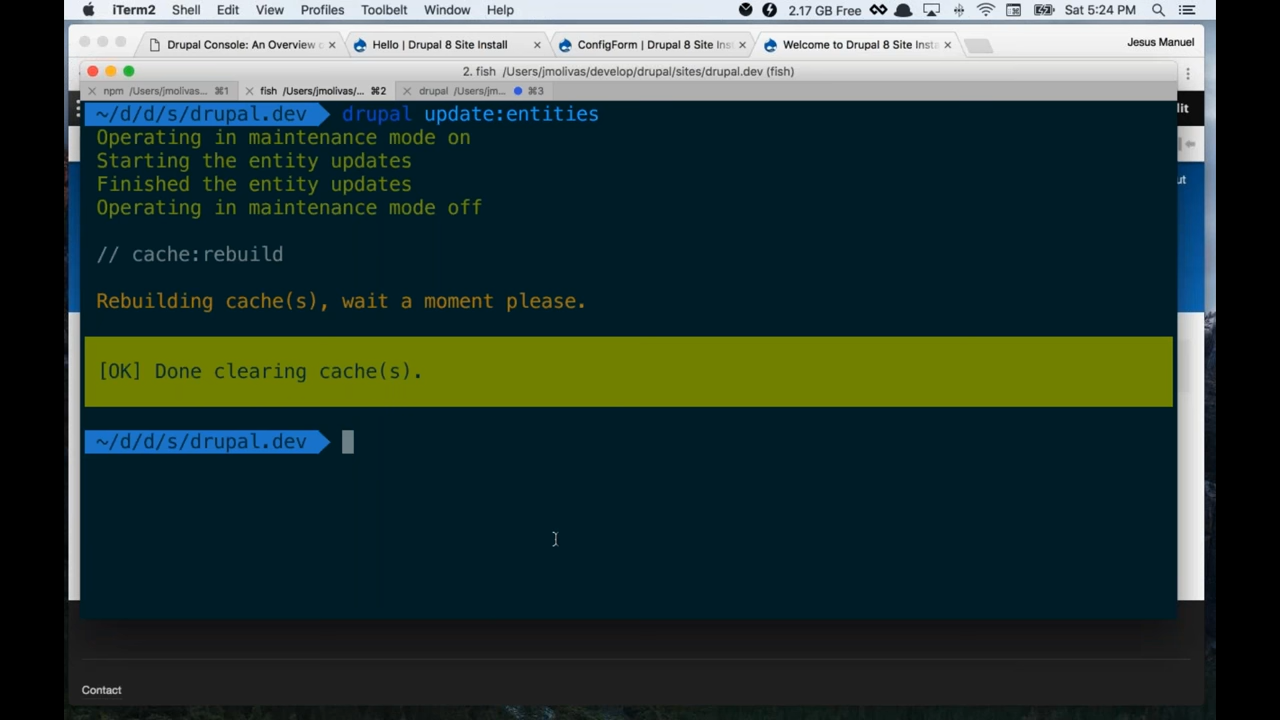 iTerm2 Shell Edit View Profiles Toolbelt Window Help 2.17 GB Free Sat 5:24 PM
Drupal Console: An Overview Hello | Drupal 8 Site Install ConfigForm | Drupal 8 Site Ins Welcome to Drupal 8 Site Insta Jesus Manuel
2. fish /Users/jmolivas/develop/drupal/sites/drupal.dev (fish)
npm /Users/jmolivas... ⌘1 fish /Users/jmolivas/... ⌘2 drupal /Users/jm... ⌘3
~/d/d/s/drupal.dev drupal update:entities
Operating in maintenance mode on
Starting the entity updates
Finished the entity updates
Operating in maintenance mode off
// cache:rebuild
Rebuilding cache(s), wait a moment please.
[OK] Done clearing cache(s).
~/d/d/s/drupal.dev
Contact